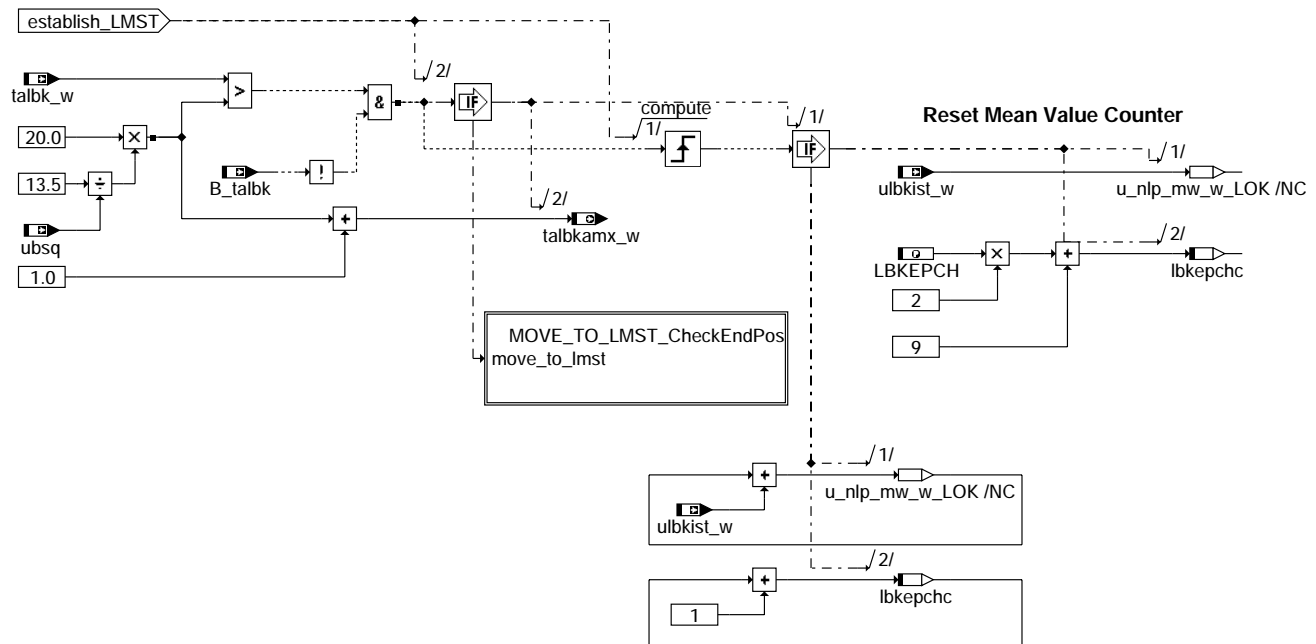 establish_LMST
/2/
talbk_w
>
&
IF
compute
/1/
/1/
Reset Mean Value Counter
20.0
×
IF
/1/
B_talbk
!
ulbkist_w
u_nlp_mw_w_LOK /NC
13.5
÷
/2/
/2/
ubsq
+
talbkamx_w
LBKEPCH
×
+
lbkepchc
1.0
2
MOVE_TO_LMST_CheckEndPos
9
move_to_lmst
/1/
+
u_nlp_mw_w_LOK /NC
ulbkist_w
/2/
+
lbkepchc
1